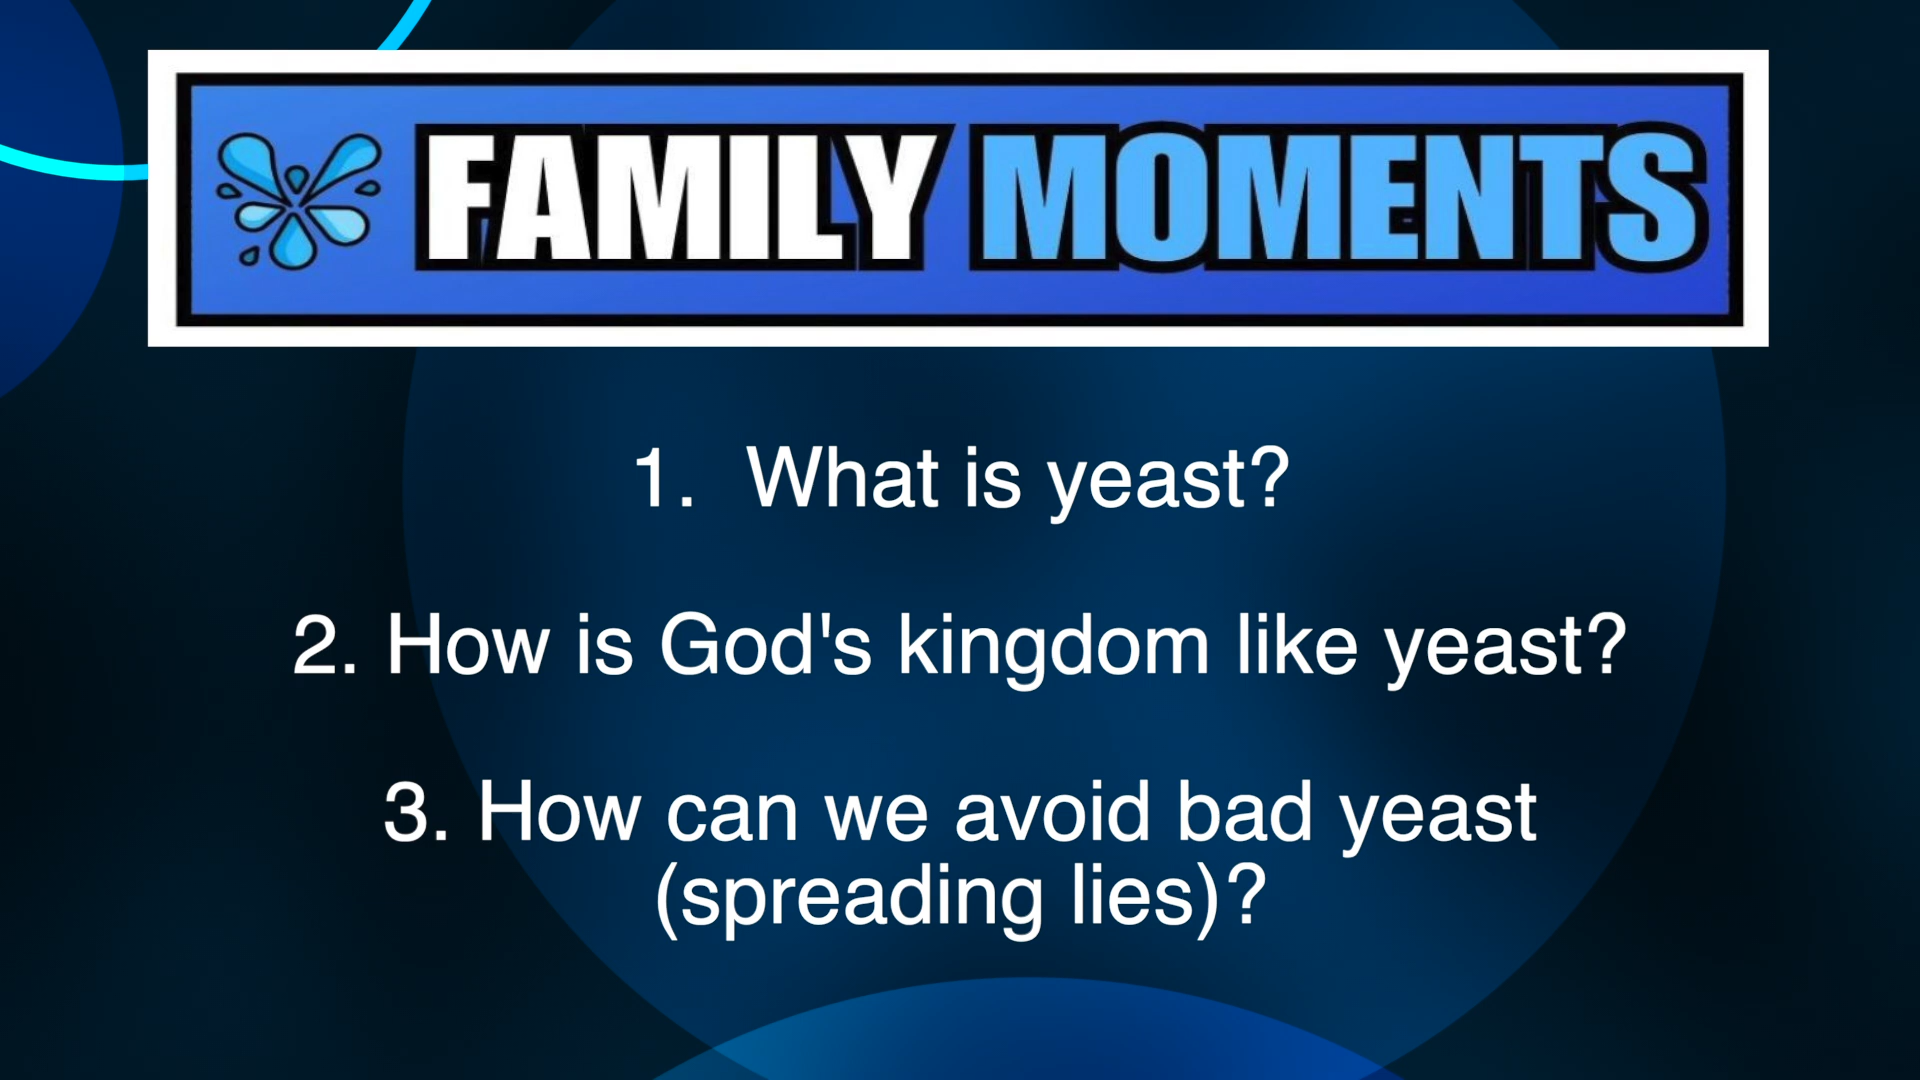 FAMILY MOMENTS
1. What is yeast?
2. How is God's kingdom like yeast?
3. How can we avoid bad yeast
(spreading lies)?